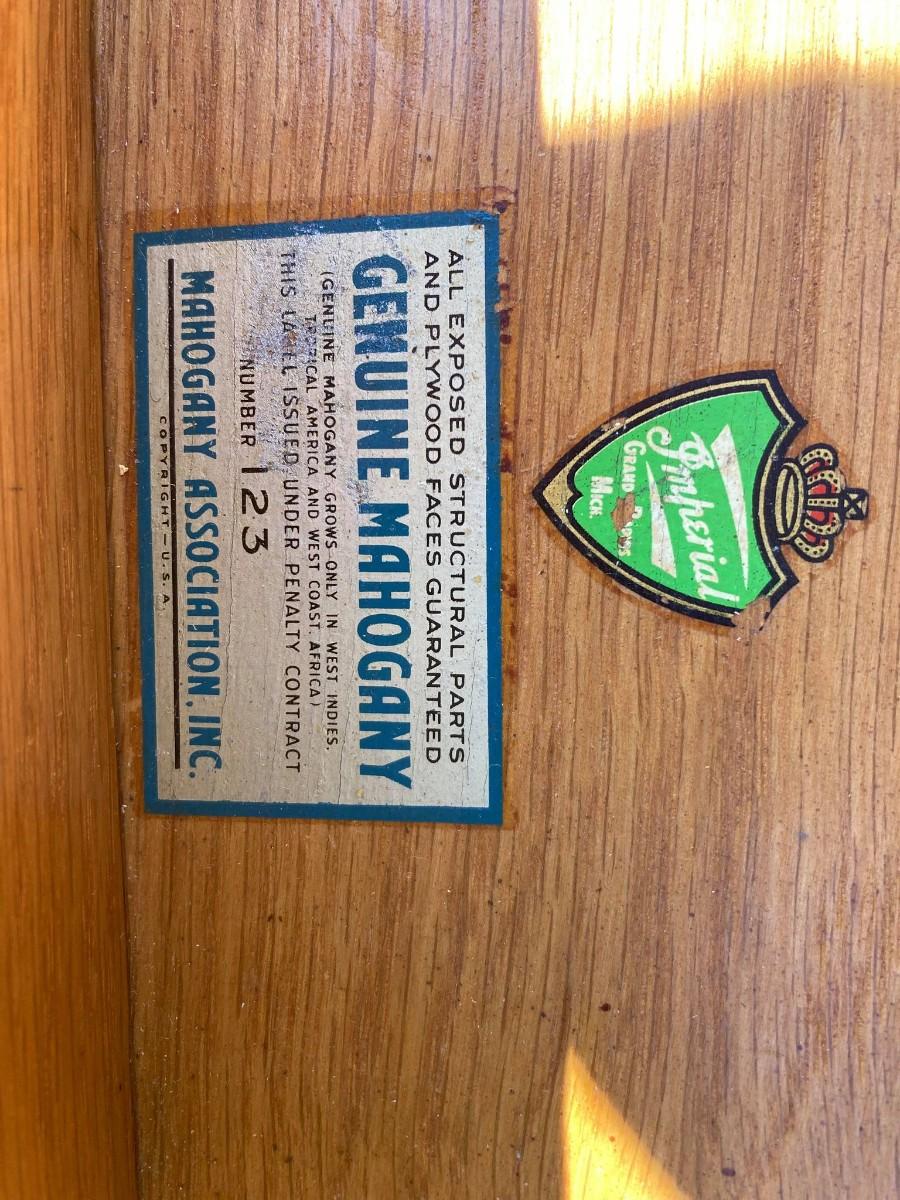 ALL EXPOSED STRUCTURAL PARTS
AND PLYWOOD FACES GUARANTEED
GENUINE MAHOGANY
(GENUINE MAHOGANY GROWS ONLY IN WEST INDIES,
TROPICAL AMERICA AND WEST COAST. AFRICA)
THIS LABEL ISSUED UNDER PENALTY CONTRACT
NUMBER 123
MAHOGANY ASSOCIATION, INC.
COPYRIGHT—U.S.A.
Imperial
GRAND RAPIDS
MICH.